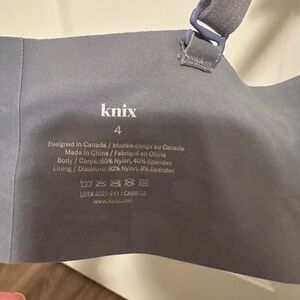 knix
4
Designed in Canada / Modèle conçu au Canada
Made in China / Fabriqué en Chine
Body / Corps: 60% Nylon, 40% Spandex
Lining / Doublure: 92% Nylon, 8% Spandex
www.knix.com